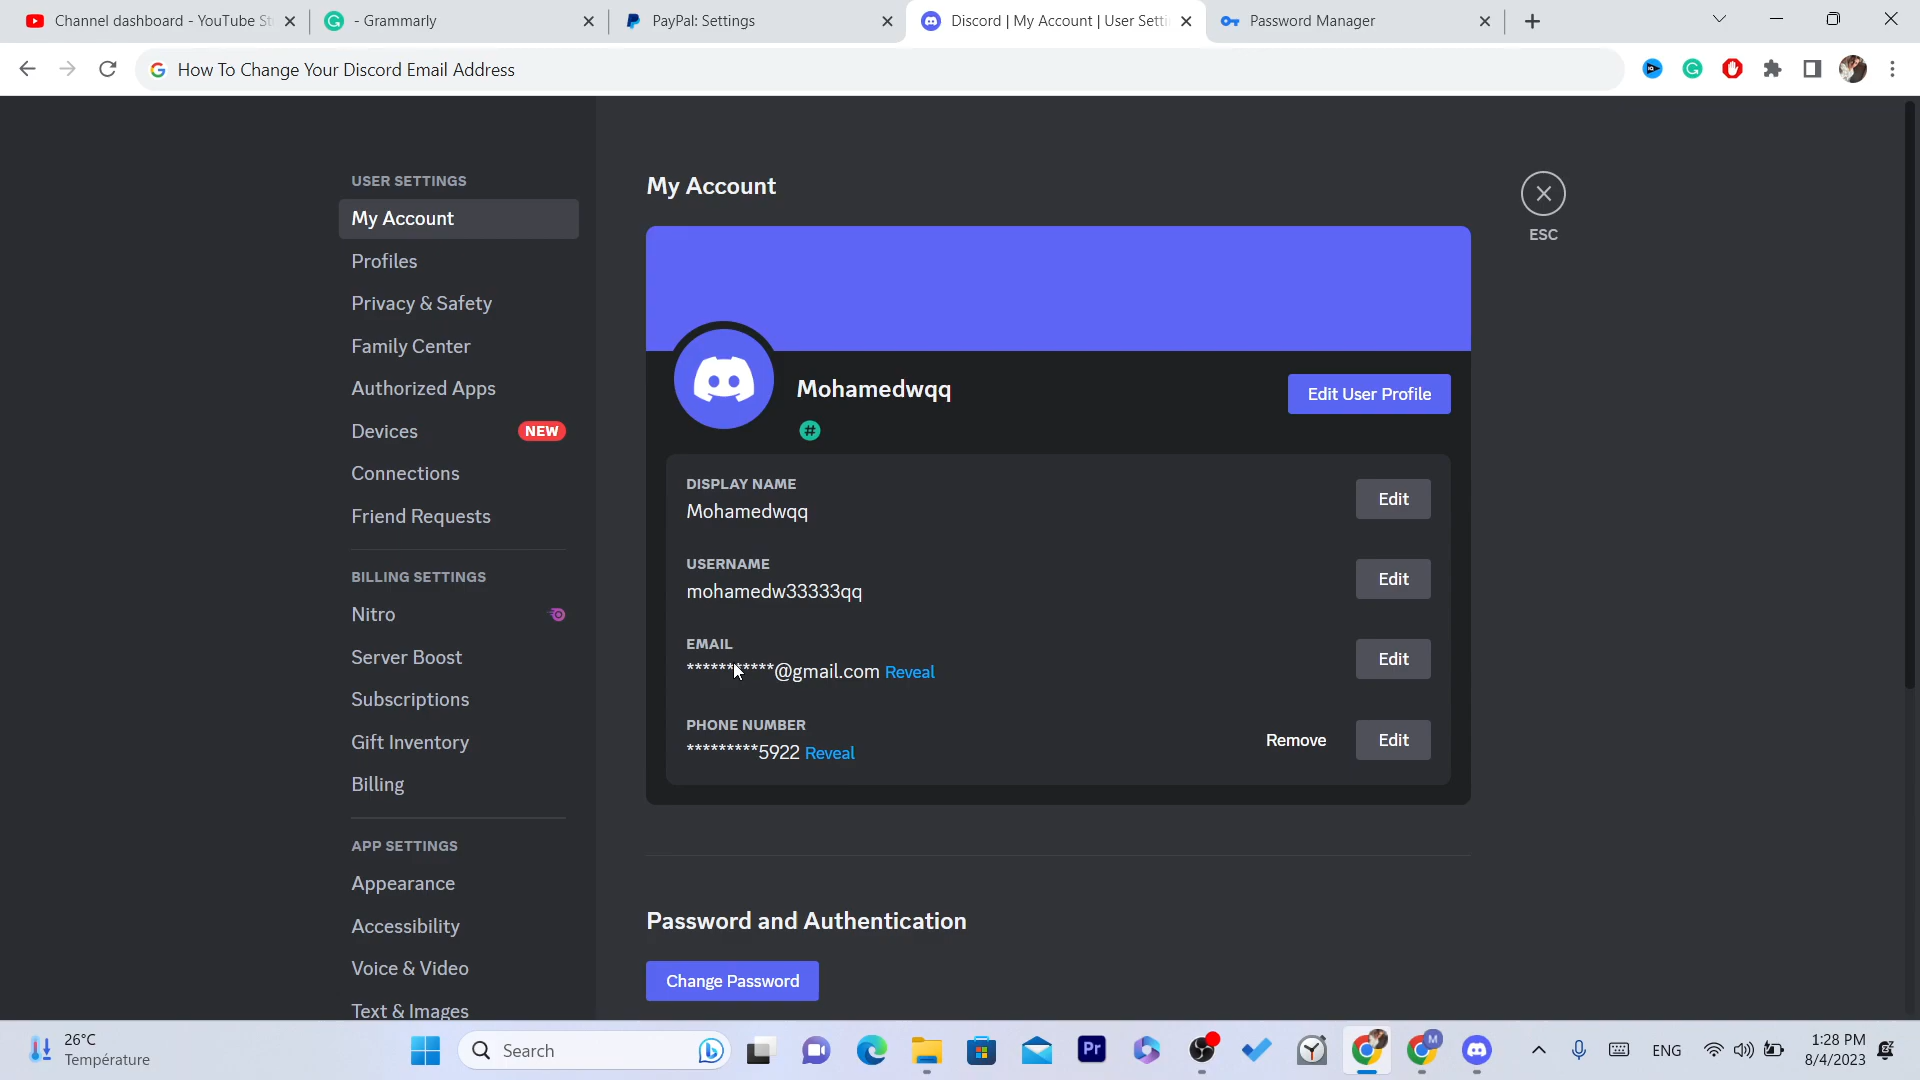 Channel dashboard - YouTube St
- Grammarly
PayPal: Settings
Discord | My Account | User Setti
Password Manager
How To Change Your Discord Email Address
USER SETTINGS
My Account
Profiles
Privacy & Safety
Family Center
Authorized Apps
Devices NEW
Connections
Friend Requests
BILLING SETTINGS
Nitro
Server Boost
Subscriptions
Gift Inventory
Billing
APP SETTINGS
Appearance
Accessibility
Voice & Video
Text & Images
My Account
ESC
Mohamedwqq
#
Edit User Profile
DISPLAY NAME
Mohamedwqq
Edit
USERNAME
mohamedw33333qq
Edit
EMAIL
***********@gmail.com Reveal
Edit
PHONE NUMBER
*********5922 Reveal
Remove
Edit
Password and Authentication
Change Password
26°C
Température
Search
Pr
M
ENG
1:28 PM
8/4/2023